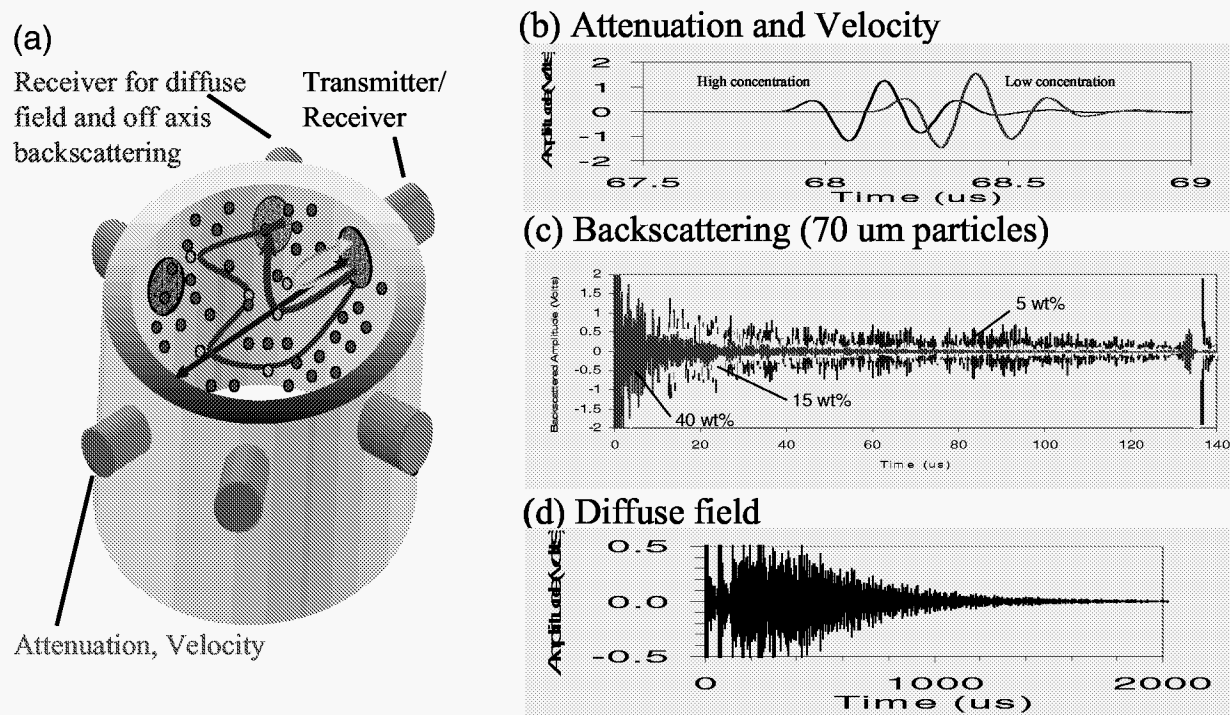 (a)
Receiver for diffuse
field and off axis
backscattering
Transmitter/
Receiver
Attenuation, Velocity
(b) Attenuation and Velocity
2
1
0
-1
-2
High concentration
Low concentration
67.5 68 68.5 69
Time (us)
(c) Backscattering (70 um particles)
Backscattered Amplitude (Volts)
2
1.5
1
0.5
0
-0.5
-1
-1.5
-2
5 wt%
15 wt%
40 wt%
0 20 40 60 80 100 120 140
Time (us)
(d) Diffuse field
0.5
0.0
-0.5
0 1000 2000
Time (us)